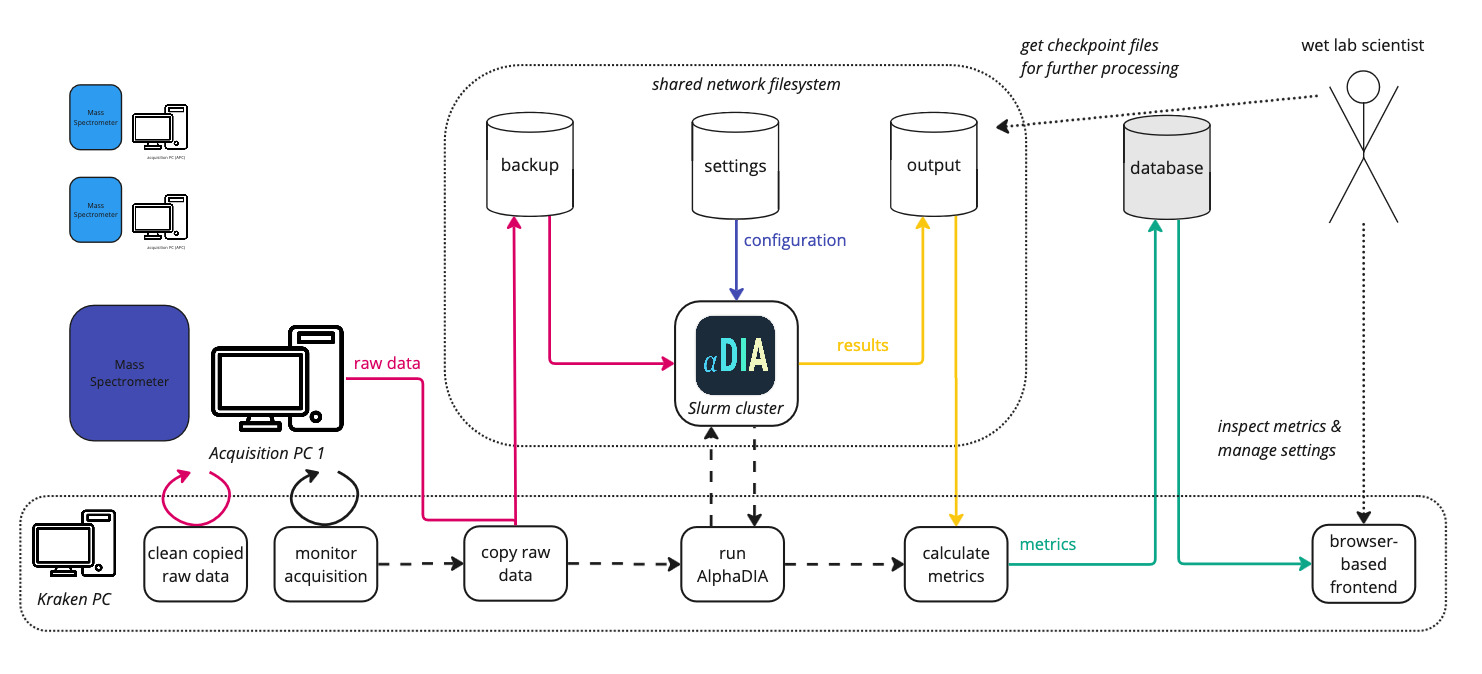 get checkpoint files
for further processing
wet lab scientist
shared network filesystem
Mass
Spectrometer
acquisition PC (APC)
backup
settings
output
database
Mass
Spectrometer
acquisition PC (APC)
configuration
Mass
Spectrometer
raw data
αDIA
results
Slurm cluster
Acquisition PC 1
inspect metrics &
manage settings
Kraken PC
clean copied
raw data
monitor
acquisition
copy raw
data
run
AlphaDIA
calculate
metrics
metrics
browser-
based
frontend